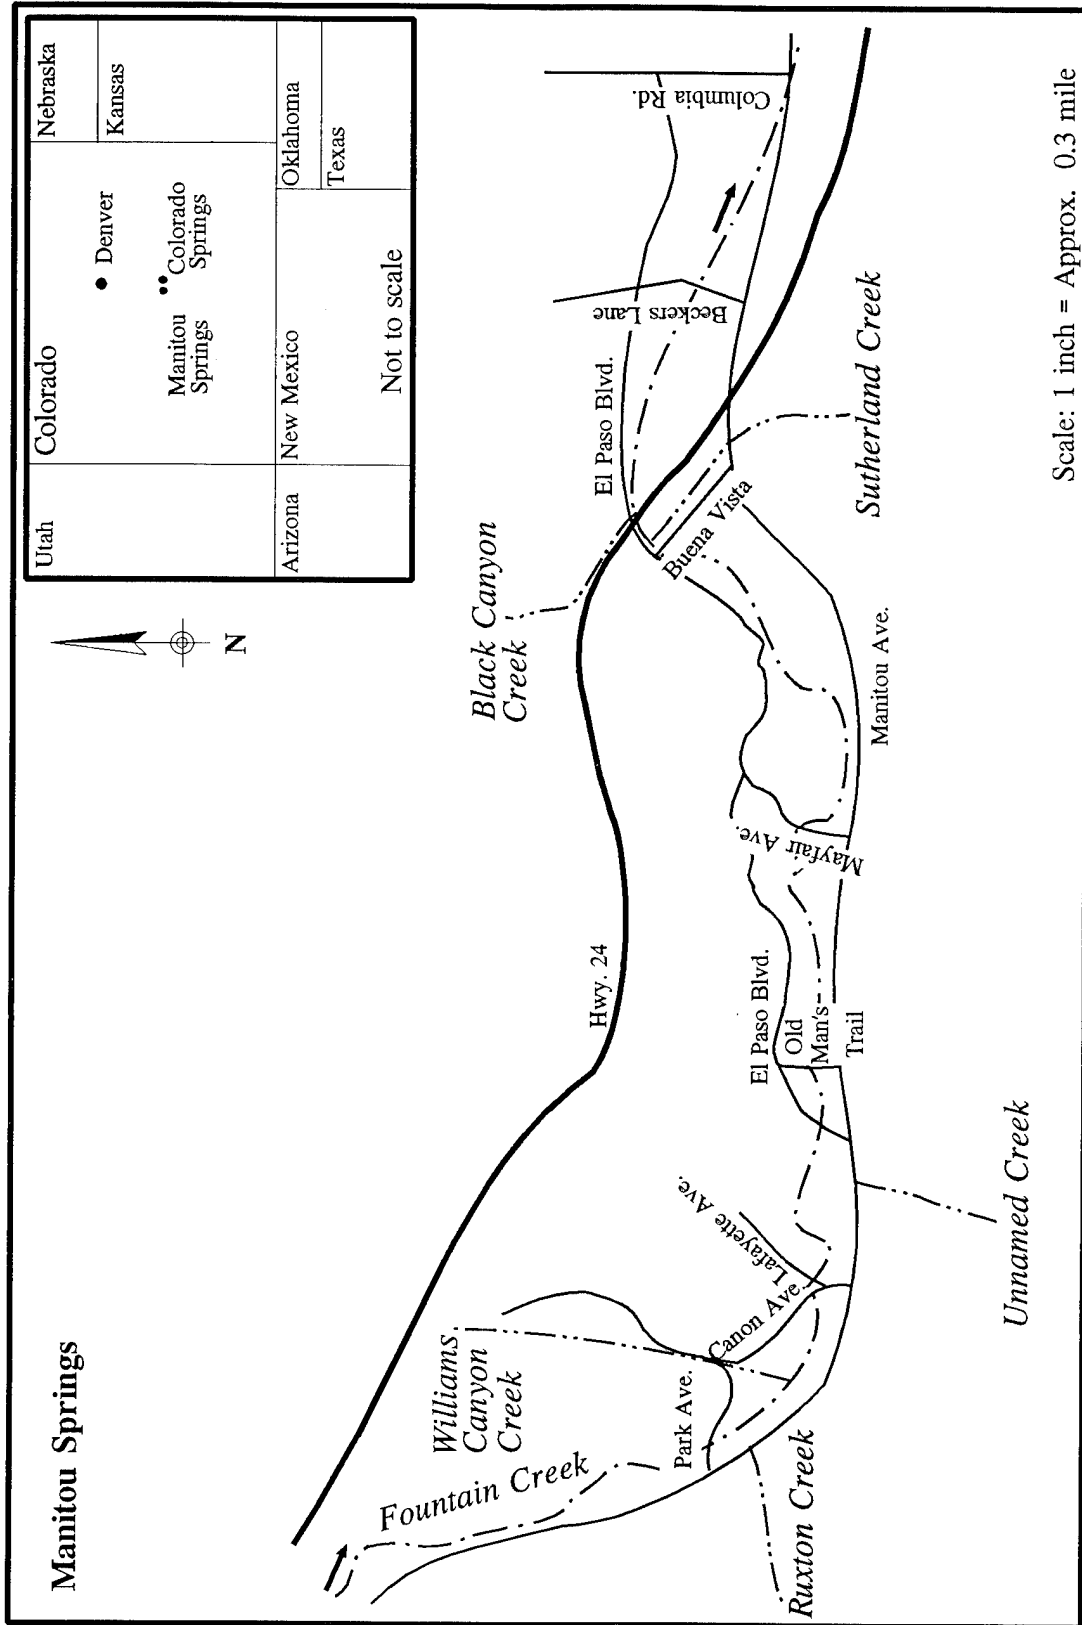 Manitou Springs
Utah
Colorado
Nebraska
Kansas
Denver
Manitou
Springs
Colorado
Springs
Arizona
New Mexico
Oklahoma
Texas
Not to scale
N
Black Canyon
Creek
Williams
Canyon
Creek
Fountain Creek
Hwy. 24
El Paso Blvd.
Columbia Rd.
Beckers Lane
Buena Vista
Park Ave.
Canon Ave.
Lafayette Ave.
El Paso Blvd.
Old
Man's
Trail
Mayfair Ave.
Manitou Ave.
Sutherland Creek
Ruxton Creek
Unnamed Creek
Scale: 1 inch = Approx. 0.3 mile